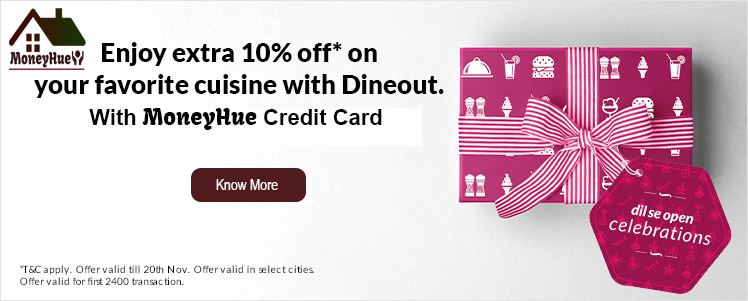 MoneyHue
Enjoy extra 10% off* on
your favorite cuisine with Dineout.
With MoneyHue Credit Card
Know More
dil se open
celebrations
*T&C apply. Offer valid till 20th Nov. Offer valid in select cities.
Offer valid for first 2400 transaction.